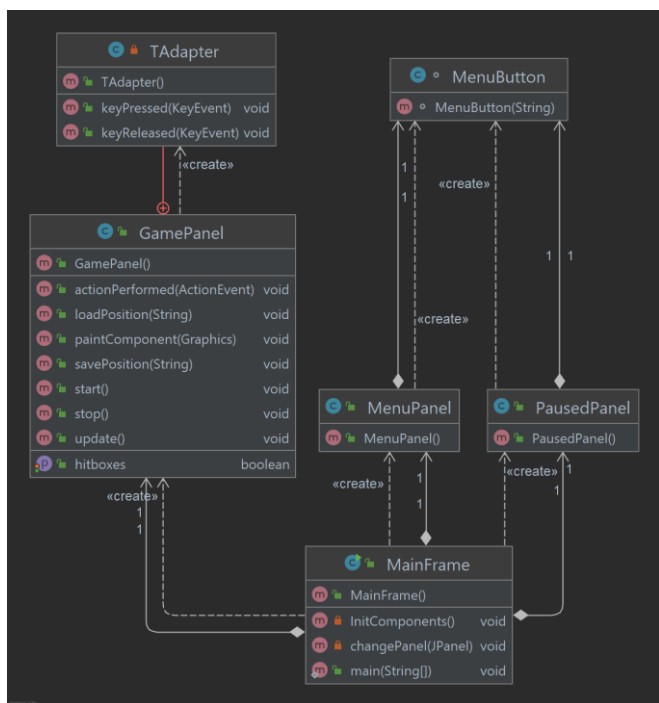 TAdapter
TAdapter()
keyPressed(KeyEvent) void
keyReleased(KeyEvent) void
MenuButton
MenuButton(String)
«create»
«create»
1
1
1 1
GamePanel
GamePanel()
actionPerformed(ActionEvent) void
loadPosition(String) void
paintComponent(Graphics) void
savePosition(String) void
start() void
stop() void
update() void
hitboxes boolean
«create»
MenuPanel
MenuPanel()
PausedPanel
PausedPanel()
«create»
1
1
«create»
1
1
«create»
1
1
MainFrame
MainFrame()
InitComponents() void
changePanel(JPanel) void
main(String[]) void